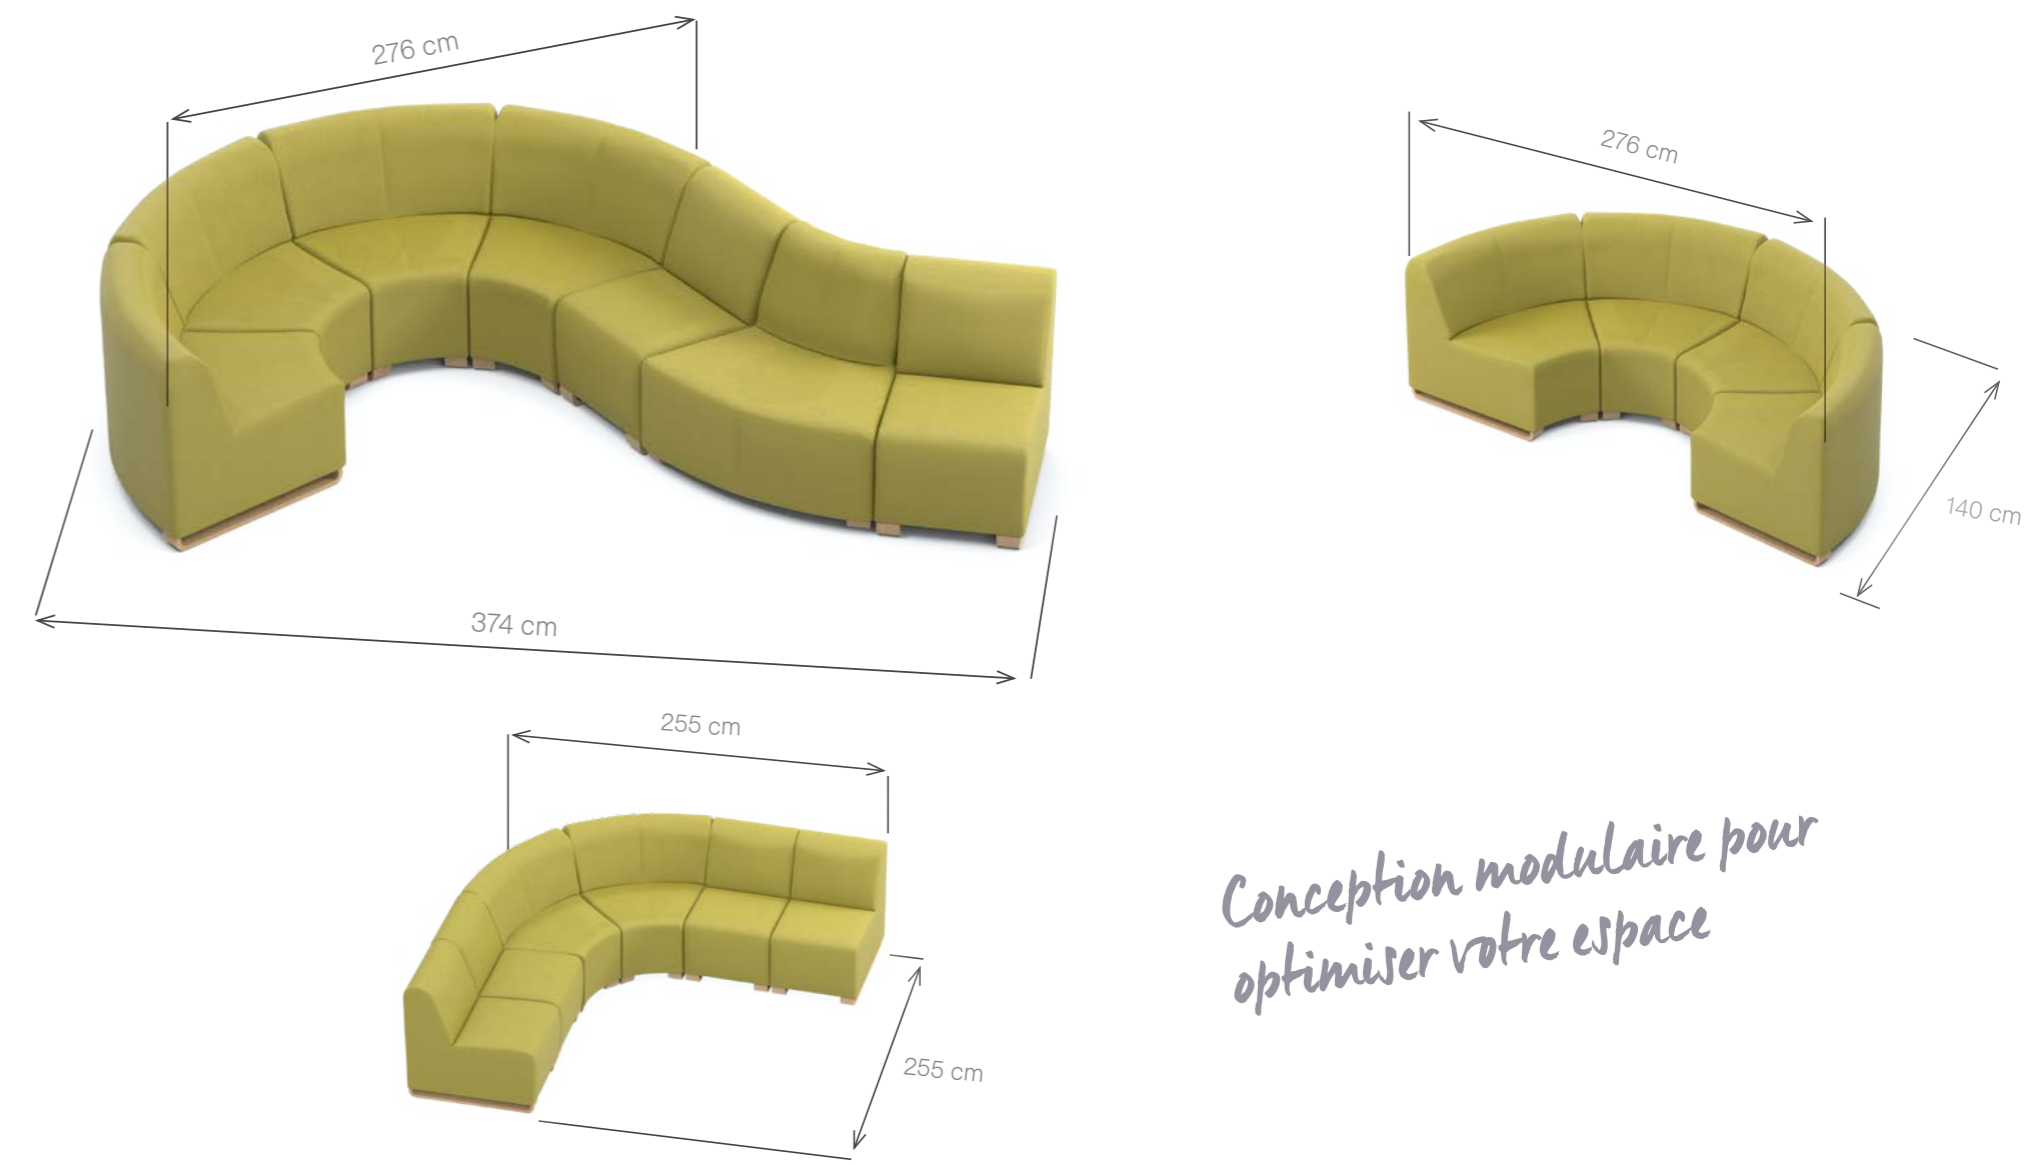 276 cm
276 cm
140 cm
374 cm
255 cm
255 cm
Conception modulaire pour
optimiser votre espace